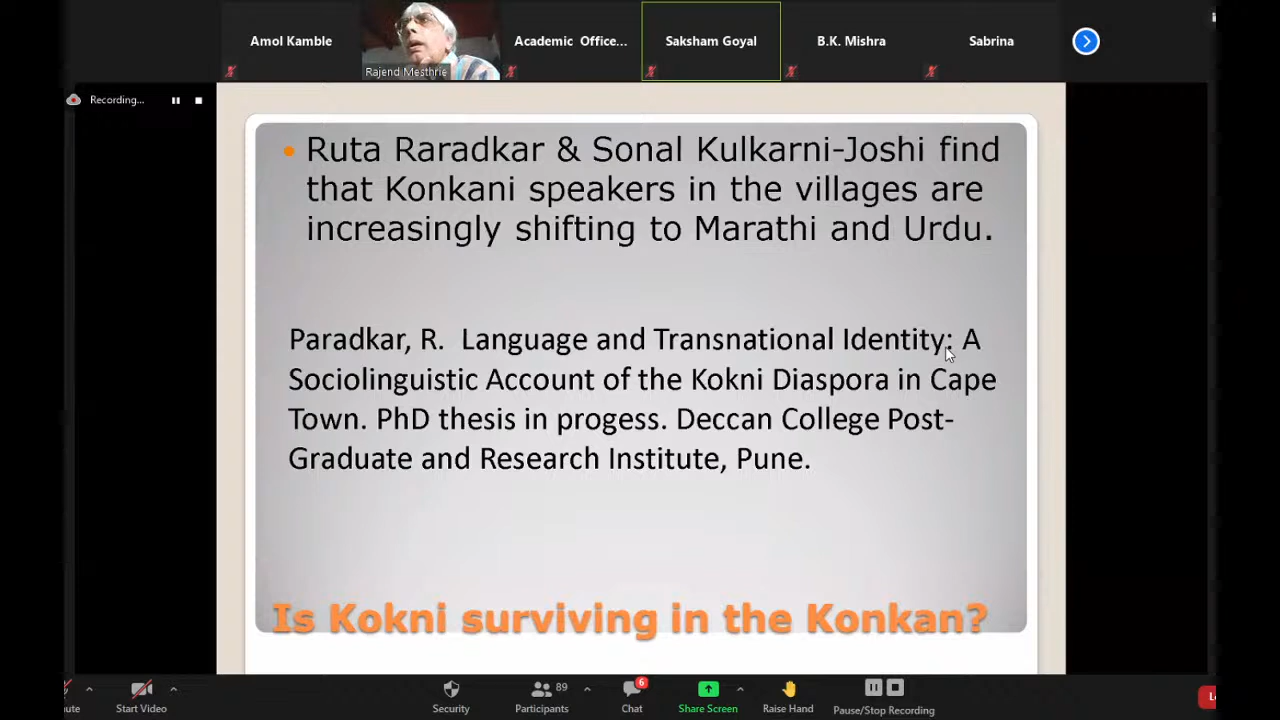 Amol Kamble
Rajend Mesthrie
Academic Office...
Saksham Goyal
B.K. Mishra
Sabrina
Recording...
Ruta Raradkar & Sonal Kulkarni-Joshi find
that Konkani speakers in the villages are
increasingly shifting to Marathi and Urdu.
Paradkar, R. Language and Transnational Identity: A
Sociolinguistic Account of the Kokni Diaspora in Cape
Town. PhD thesis in progess. Deccan College Post-
Graduate and Research Institute, Pune.
Is Kokni surviving in the Konkan?
ute
Start Video
Security
89
Participants
6
Chat
Share Screen
Raise Hand
Pause/Stop Recording